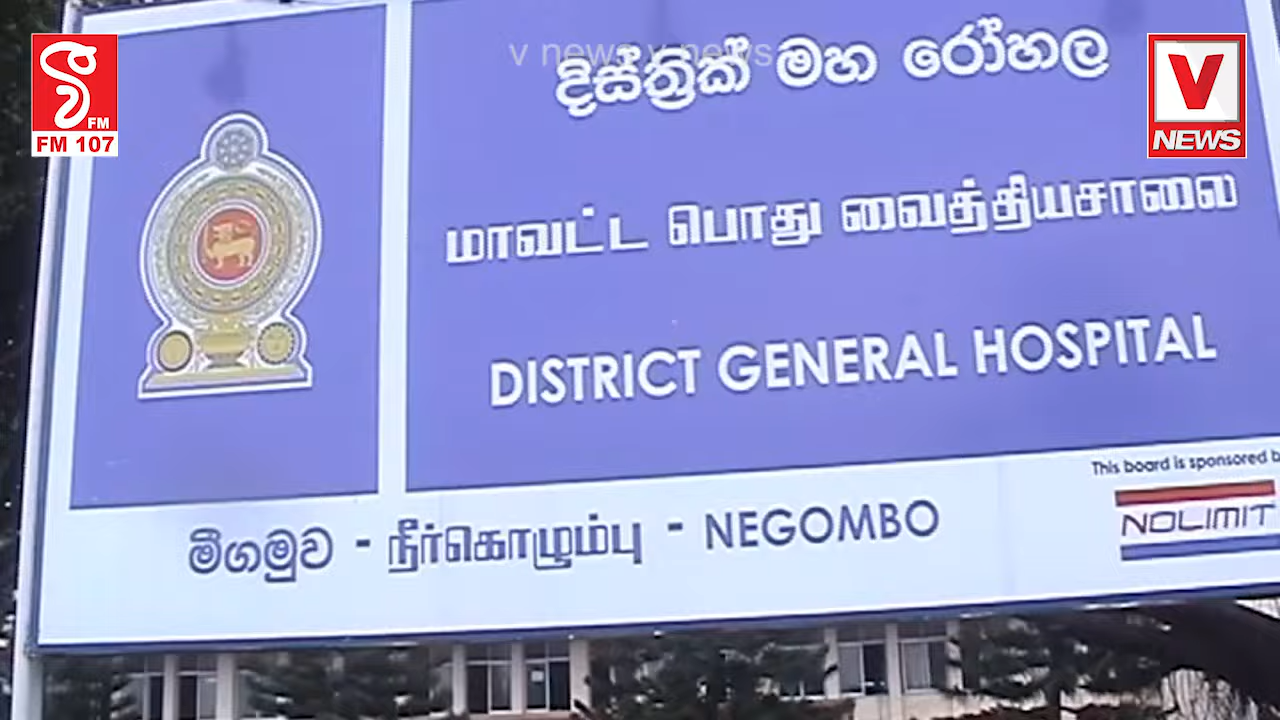 v news v news
දිස්ත්‍රික් මහ රෝහල
மாவட்ட பொது வைத்தியசாலை
DISTRICT GENERAL HOSPITAL
මීගමුව - நீர்கொழும்பு - NEGOMBO
This board is sponsored b
NOLIMIT
FM
FM 107
V
NEWS